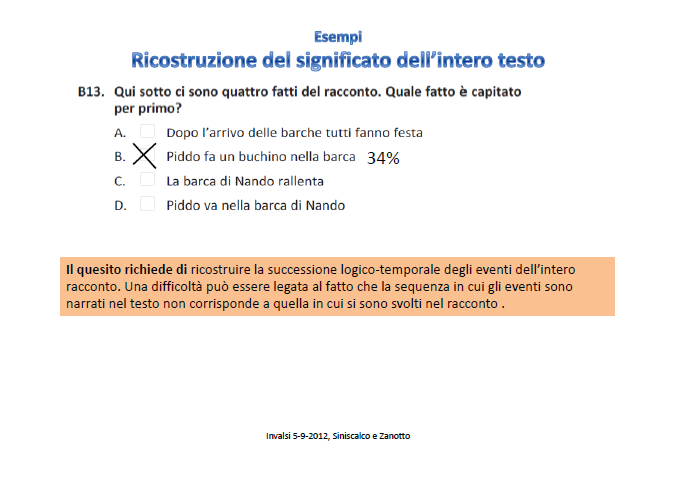 Esempi
Ricostruzione del significato dell'intero testo
B13. Qui sotto ci sono quattro fatti del racconto. Quale fatto è capitato
per primo?
A. Dopo l'arrivo delle barche tutti fanno festa
B. Piddo fa un buchino nella barca 34%
C. La barca di Nando rallenta
D. Piddo va nella barca di Nando
Il quesito richiede di ricostruire la successione logico-temporale degli eventi dell'intero
racconto. Una difficoltà può essere legata al fatto che la sequenza in cui gli eventi sono
narrati nel testo non corrisponde a quella in cui si sono svolti nel racconto .
Invalsi 5-9-2012, Siniscalco e Zanotto